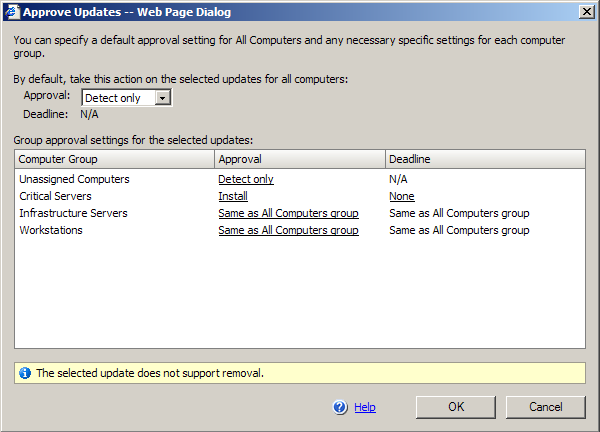 Approve Updates -- Web Page Dialog
You can specify a default approval setting for All Computers and any necessary specific settings for each computer
group.
By default, take this action on the selected updates for all computers:
Approval: Detect only
Deadline: N/A
Group approval settings for the selected updates:
Computer Group Approval Deadline
Unassigned Computers Detect only N/A
Critical Servers Install None
Infrastructure Servers Same as All Computers group Same as All Computers group
Workstations Same as All Computers group Same as All Computers group
The selected update does not support removal.
Help OK Cancel